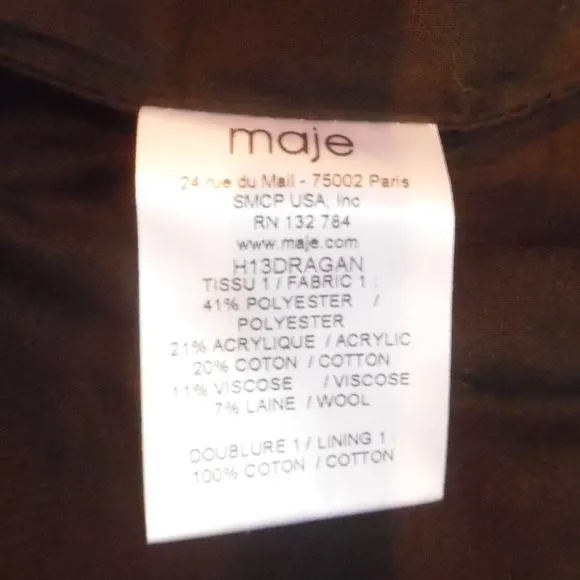 maje
24 rue du Mail - 75002 Paris
SMCP USA, Inc
RN 132 784
www.maje.com
H13DRAGAN
TISSU 1 / FABRIC 1 :
41% POLYESTER /
POLYESTER
21% ACRYLIQUE / ACRYLIC
20% COTON / COTTON
11% VISCOSE / VISCOSE
7% LAINE / WOOL
DOUBLURE 1 / LINING 1 :
100% COTON / COTTON